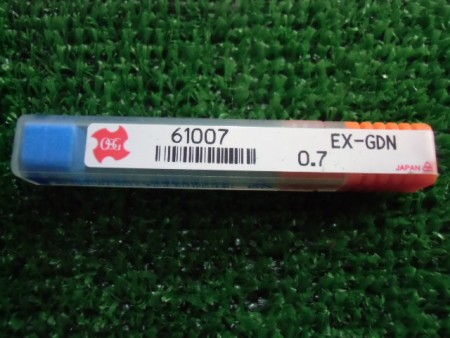 OSG
61007
EX-GDN
0.7
JAPAN